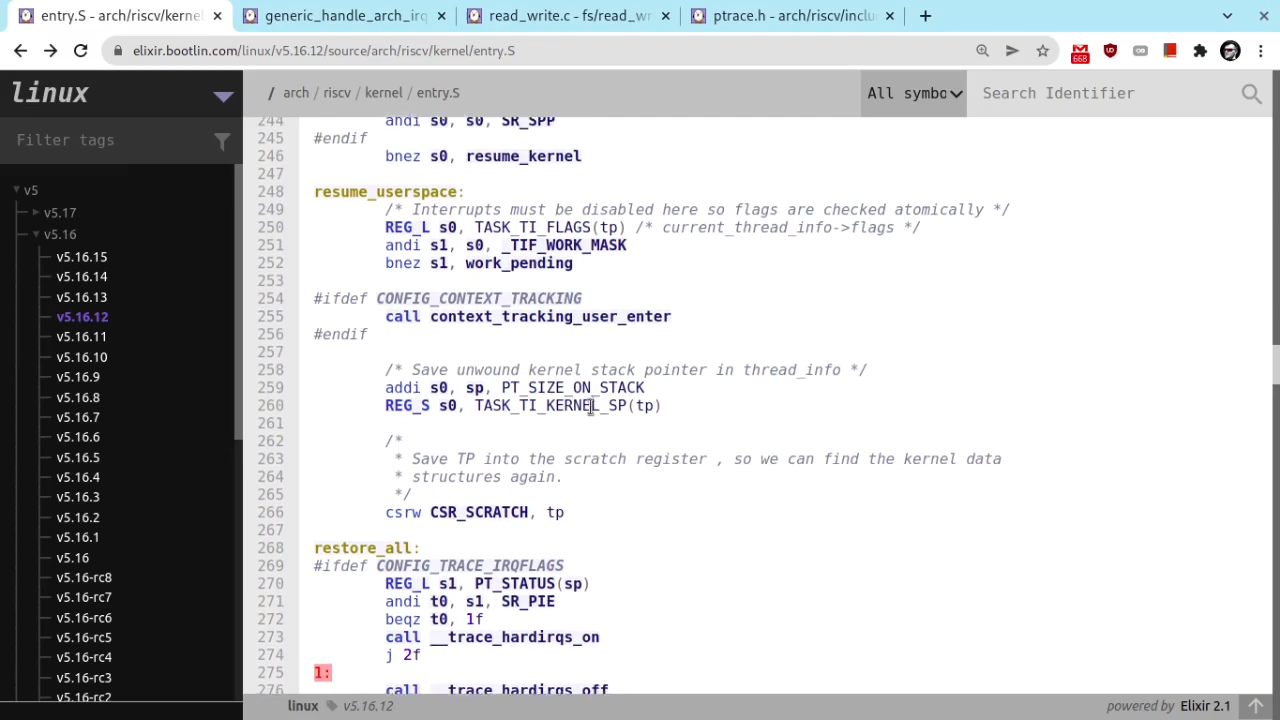 entry.S - arch/riscv/kernel
generic_handle_arch_irq
read_write.c - fs/read_wr
ptrace.h - arch/riscv/inclu
elixir.bootlin.com/linux/v5.16.12/source/arch/riscv/kernel/entry.S
668
linux
/ arch / riscv / kernel / entry.S
All symbo
Search Identifier
Filter tags
v5
v5.17
v5.16
v5.16.15
v5.16.14
v5.16.13
v5.16.12
v5.16.11
v5.16.10
v5.16.9
v5.16.8
v5.16.7
v5.16.6
v5.16.5
v5.16.4
v5.16.3
v5.16.2
v5.16.1
v5.16
v5.16-rc8
v5.16-rc7
v5.16-rc6
v5.16-rc5
v5.16-rc4
v5.16-rc3
v5.16-rc2
244 andi s0, s0, SR_SPP
245 #endif
246 bnez s0, resume_kernel
247
248 resume_userspace:
249 /* Interrupts must be disabled here so flags are checked atomically */
250 REG_L s0, TASK_TI_FLAGS(tp) /* current_thread_info->flags */
251 andi s1, s0, _TIF_WORK_MASK
252 bnez s1, work_pending
253
254 #ifdef CONFIG_CONTEXT_TRACKING
255 call context_tracking_user_enter
256 #endif
257
258 /* Save unwound kernel stack pointer in thread_info */
259 addi s0, sp, PT_SIZE_ON_STACK
260 REG_S s0, TASK_TI_KERNEL_SP(tp)
261
262 /*
263 * Save TP into the scratch register , so we can find the kernel data
264 * structures again.
265 */
266 csrw CSR_SCRATCH, tp
267
268 restore_all:
269 #ifdef CONFIG_TRACE_IRQFLAGS
270 REG_L s1, PT_STATUS(sp)
271 andi t0, s1, SR_PIE
272 beqz t0, 1f
273 call __trace_hardirqs_on
274 j 2f
275 1:
276 call __trace_hardirqs_off
linux v5.16.12
powered by Elixir 2.1